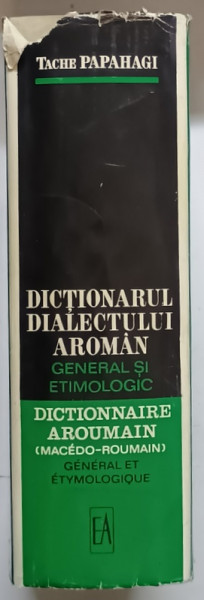 TACHE PAPAHAGI
DICȚIONARUL
DIALECTULUI
AROMÂN
GENERAL ȘI
ETIMOLOGIC
DICTIONNAIRE
AROUMAIN
(MACÉDO-ROUMAIN)
GÉNÉRAL ET
ÉTYMOLOGIQUE
EA